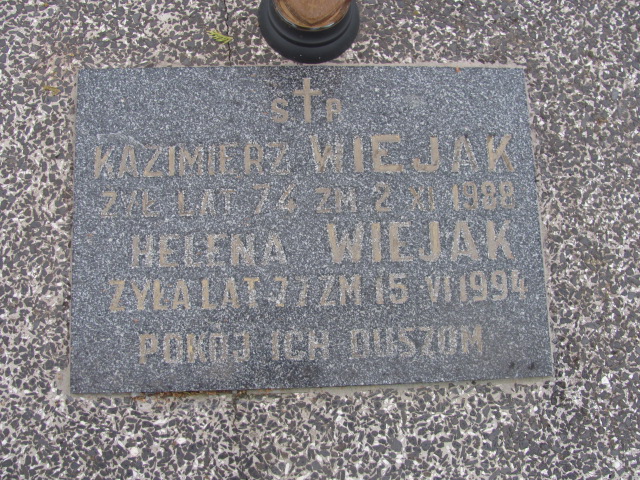 Ś † P
KAZIMIERZ WIEJAK
ŻYŁ LAT 74 ZM 2 XI 1988
HELENA WIEJAK
ŻYŁA LAT 77 ZM 15 VI 1994
POKÓJ ICH DUSZOM